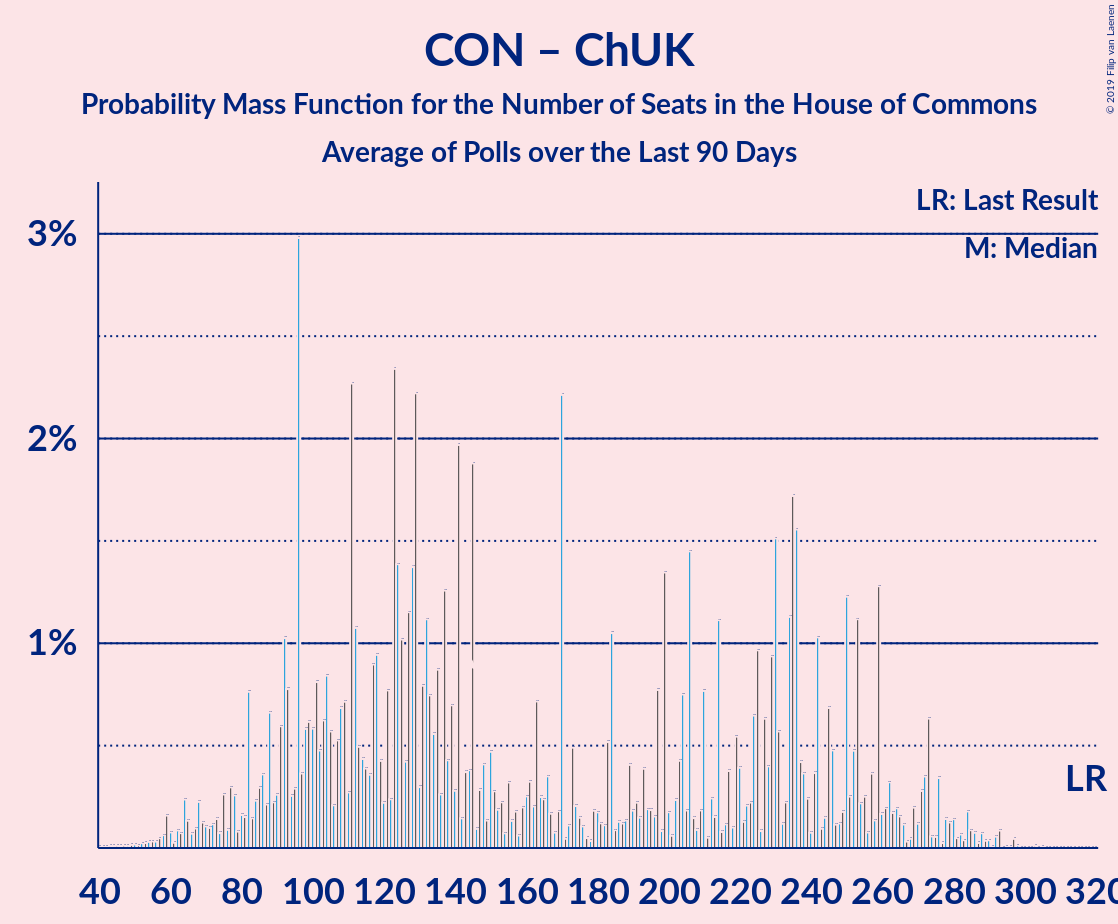 CON – ChUK
Probability Mass Function for the Number of Seats in the House of Commons
Average of Polls over the Last 90 Days
© 2019 Filip van Laenen
LR: Last Result
M: Median
3%
2%
1%
LR
40 60 80 100 120 140 160 180 200 220 240 260 280 300 320